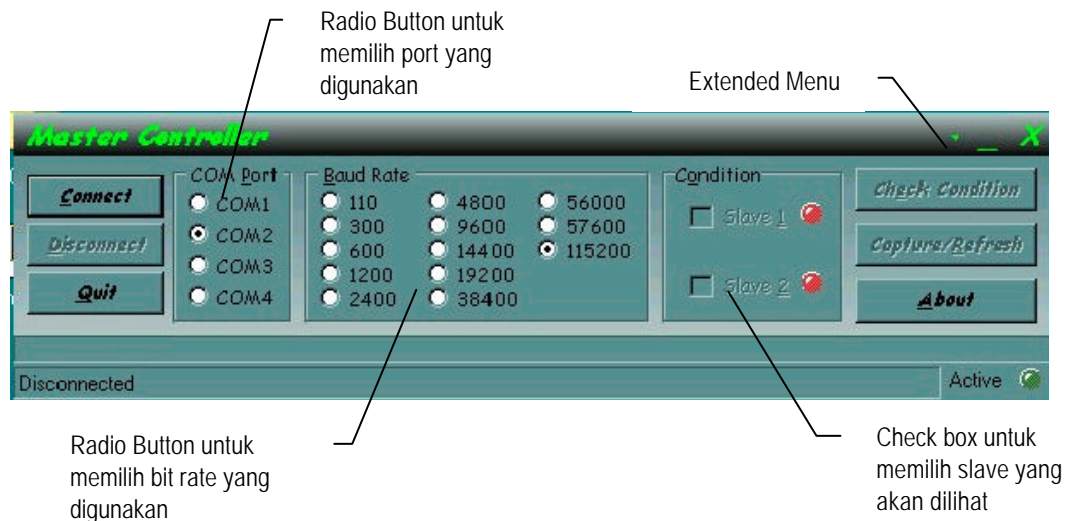 Radio Button untuk
memilih port yang
digunakan
Extended Menu
Master Controller
X
Connect
Disconnect
Quit
COM Port
COM1
COM2
COM3
COM4
Baud Rate
110
300
600
1200
2400
4800
9600
14400
19200
38400
56000
57600
115200
Condition
Slave 1
Slave 2
Check Condition
Capture/Refresh
About
Disconnected
Active
Radio Button untuk
memilih bit rate yang
digunakan
Check box untuk
memilih slave yang
akan dilihat